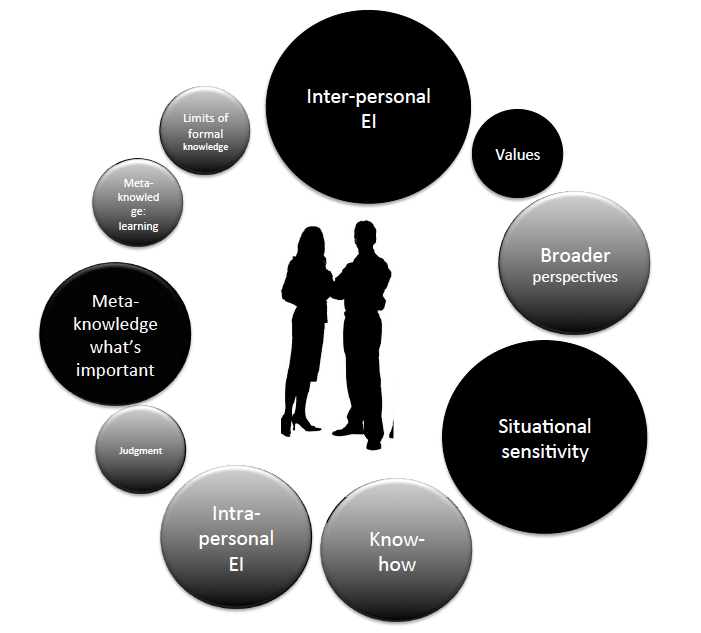 Inter-personal
EI
Values
Broader
perspectives
Situational
sensitivity
Know-
how
Intra-
personal
EI
Judgment
Meta-
knowledge
what's
important
Meta-
knowled
ge:
learning
Limits of
formal
knowledge